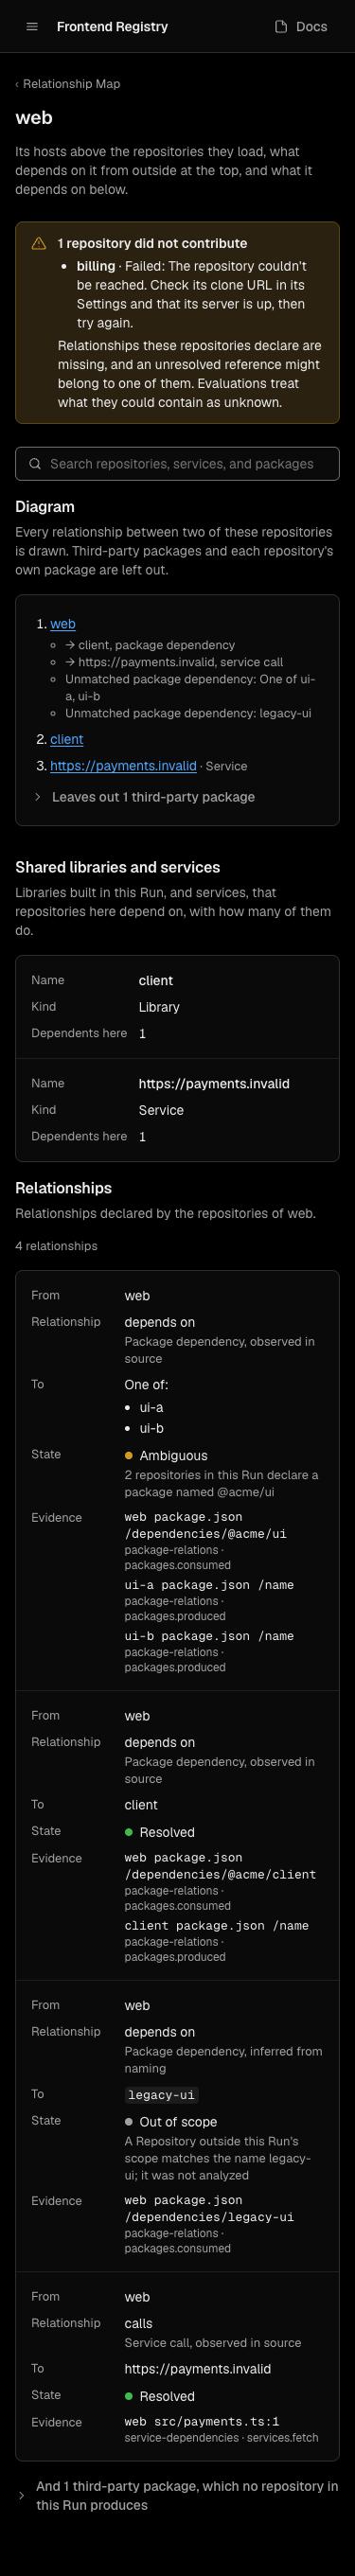 Frontend Registry
Docs
‹ Relationship Map
web
Its hosts above the repositories they load, what
depends on it from outside at the top, and what it
depends on below.
1 repository did not contribute
• billing · Failed: The repository couldn't
be reached. Check its clone URL in its
Settings and that its server is up, then
try again.
Relationships these repositories declare are
missing, and an unresolved reference might
belong to one of them. Evaluations treat
what they could contain as unknown.
Search repositories, services, and packages
Diagram
Every relationship between two of these repositories
is drawn. Third-party packages and each repository's
own package are left out.
1. web
→ client, package dependency
→ https://payments.invalid, service call
Unmatched package dependency: One of ui-
a, ui-b
Unmatched package dependency: legacy-ui
2. client
3. https://payments.invalid · Service
Leaves out 1 third-party package
Shared libraries and services
Libraries built in this Run, and services, that
repositories here depend on, with how many of them
do.
Name client
Kind Library
Dependents here 1
Name https://payments.invalid
Kind Service
Dependents here 1
Relationships
Relationships declared by the repositories of web.
4 relationships
From web
Relationship depends on
Package dependency, observed in
source
To One of:
• ui-a
• ui-b
State Ambiguous
2 repositories in this Run declare a
package named @acme/ui
Evidence web package.json
/dependencies/@acme/ui
package-relations ·
packages.consumed
ui-a package.json /name
package-relations ·
packages.produced
ui-b package.json /name
package-relations ·
packages.produced
From web
Relationship depends on
Package dependency, observed in
source
To client
State Resolved
Evidence web package.json
/dependencies/@acme/client
package-relations ·
packages.consumed
client package.json /name
package-relations ·
packages.produced
From web
Relationship depends on
Package dependency, inferred from
naming
To legacy-ui
State Out of scope
A Repository outside this Run's
scope matches the name legacy-
ui; it was not analyzed
Evidence web package.json
/dependencies/legacy-ui
package-relations ·
packages.consumed
From web
Relationship calls
Service call, observed in source
To https://payments.invalid
State Resolved
Evidence web src/payments.ts:1
service-dependencies · services.fetch
And 1 third-party package, which no repository in
this Run produces